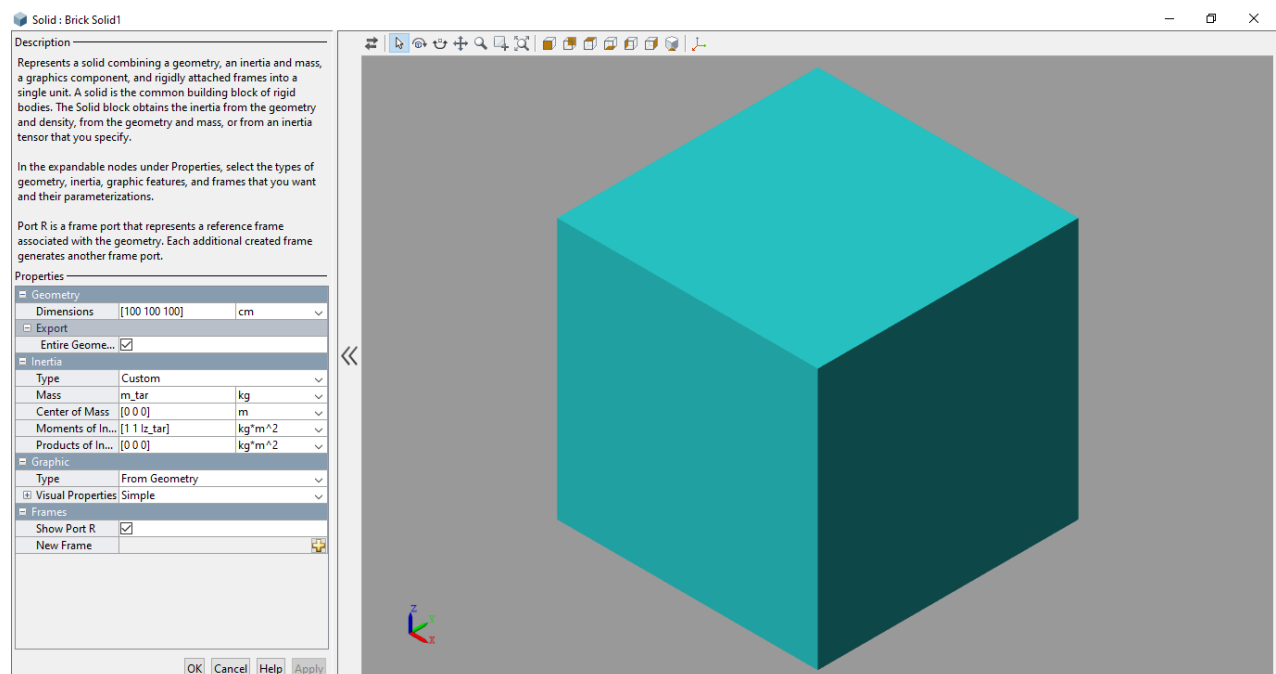 Solid : Brick Solid1
Description
Represents a solid combining a geometry, an inertia and mass,
a graphics component, and rigidly attached frames into a
single unit. A solid is the common building block of rigid
bodies. The Solid block obtains the inertia from the geometry
and density, from the geometry and mass, or from an inertia
tensor that you specify.
In the expandable nodes under Properties, select the types of
geometry, inertia, graphic features, and frames that you want
and their parameterizations.
Port R is a frame port that represents a reference frame
associated with the geometry. Each additional created frame
generates another frame port.
Properties
Geometry
Dimensions [100 100 100] cm
Export
Entire Geome...
Inertia
Type Custom
Mass m_tar kg
Center of Mass [0 0 0] m
Moments of In... [1 1 Iz_tar] kg*m^2
Products of In... [0 0 0] kg*m^2
Graphic
Type From Geometry
Visual Properties Simple
Frames
Show Port R
New Frame
OK Cancel Help Apply
Z
Y
X